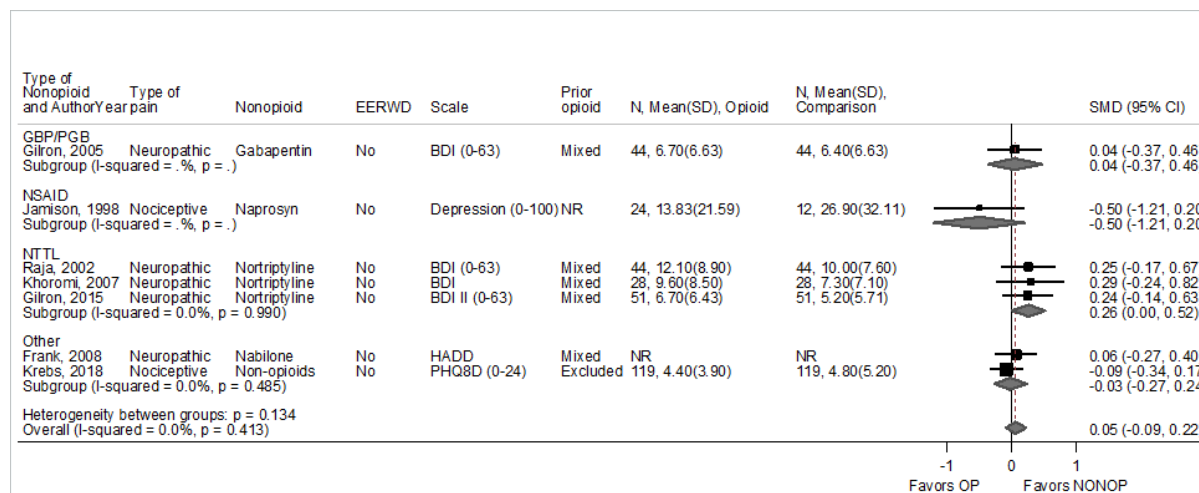 Type of
Nonopioid Type of Prior N, Mean(SD),
and AuthorYear pain Nonopioid EERWD Scale opioid N, Mean(SD), Opioid Comparison SMD (95% CI)
GBP/PGB
Gilron, 2005 Neuropathic Gabapentin No BDI (0-63) Mixed 44, 6.70(6.63) 44, 6.40(6.63) 0.04 (-0.37, 0.46
Subgroup (I-squared = .%, p = .) 0.04 (-0.37, 0.46
NSAID
Jamison, 1998 Nociceptive Naprosyn No Depression (0-100) NR 24, 13.83(21.59) 12, 26.90(32.11) -0.50 (-1.21, 0.20
Subgroup (I-squared = .%, p = .) -0.50 (-1.21, 0.20
NTTL
Raja, 2002 Neuropathic Nortriptyline No BDI (0-63) Mixed 44, 12.10(8.90) 44, 10.00(7.60) 0.25 (-0.17, 0.67
Khoromi, 2007 Neuropathic Nortriptyline No BDI Mixed 28, 9.60(8.50) 28, 7.30(7.10) 0.29 (-0.24, 0.82
Gilron, 2015 Neuropathic Nortriptyline No BDI II (0-63) Mixed 51, 6.70(6.43) 51, 5.20(5.71) 0.24 (-0.14, 0.63
Subgroup (I-squared = 0.0%, p = 0.990) 0.26 (0.00, 0.52)
Other
Frank, 2008 Neuropathic Nabilone No HADD Mixed NR NR 0.06 (-0.27, 0.40
Krebs, 2018 Nociceptive Non-opioids No PHQ8D (0-24) Excluded 119, 4.40(3.90) 119, 4.80(5.20) -0.09 (-0.34, 0.17
Subgroup (I-squared = 0.0%, p = 0.485) -0.03 (-0.27, 0.24
Heterogeneity between groups: p = 0.134
Overall (I-squared = 0.0%, p = 0.413) 0.05 (-0.09, 0.22
-1 0 1
Favors OP Favors NONOP